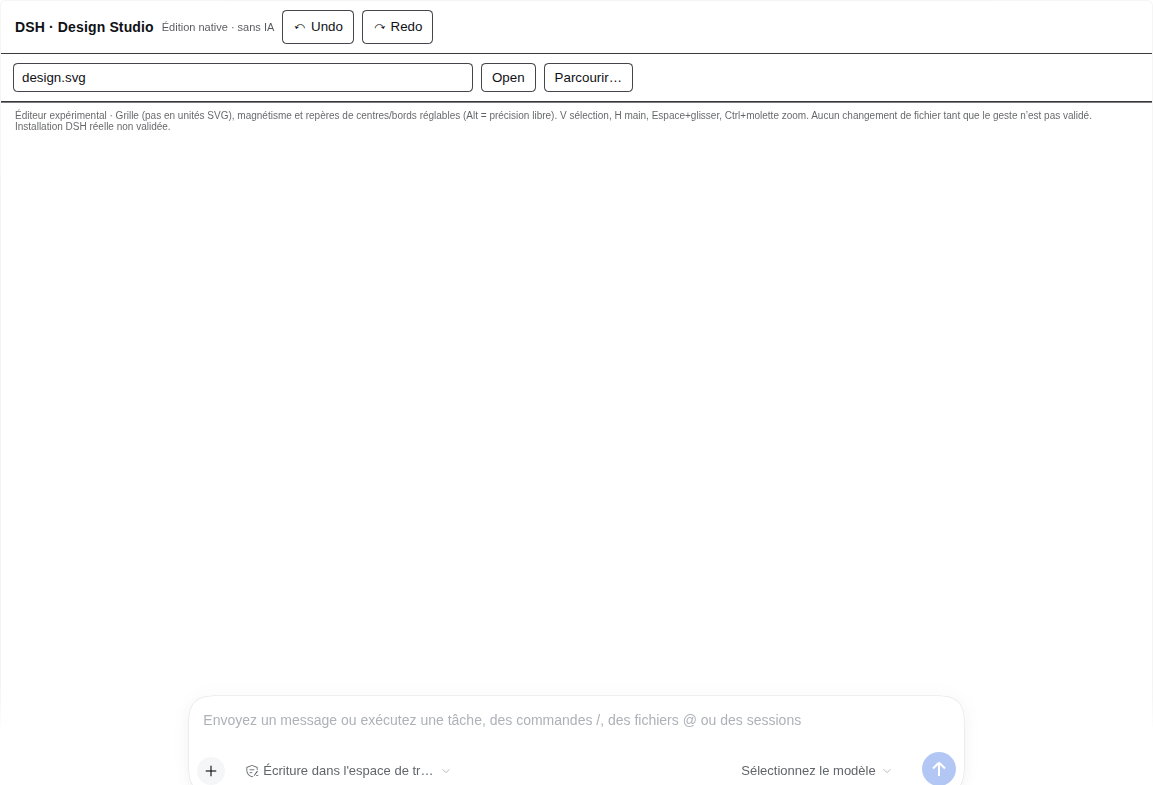 DSH · Design Studio Édition native · sans IA ↶ Undo ↷ Redo
design.svg Open Parcourir…
Éditeur expérimental · Grille (pas en unités SVG), magnétisme et repères de centres/bords réglables (Alt = précision libre). V sélection, H main, Espace+glisser, Ctrl+molette zoom. Aucun changement de fichier tant que le geste n’est pas validé.
Installation DSH réelle non validée.
Envoyez un message ou exécutez une tâche, des commandes /, des fichiers @ ou des sessions
Écriture dans l'espace de tr… Sélectionnez le modèle